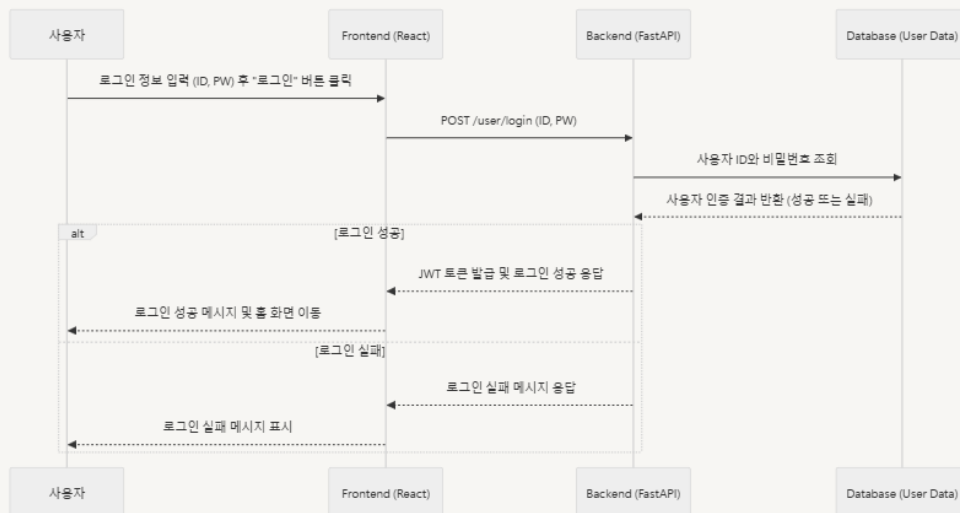 사용자
Frontend (React)
Backend (FastAPI)
Database (User Data)
로그인 정보 입력 (ID, PW) 후 "로그인" 버튼 클릭
POST /user/login (ID, PW)
사용자 ID와 비밀번호 조회
사용자 인증 결과 반환 (성공 또는 실패)
alt
[로그인 성공]
JWT 토큰 발급 및 로그인 성공 응답
로그인 성공 메시지 및 홈 화면 이동
[로그인 실패]
로그인 실패 메시지 응답
로그인 실패 메시지 표시
사용자
Frontend (React)
Backend (FastAPI)
Database (User Data)